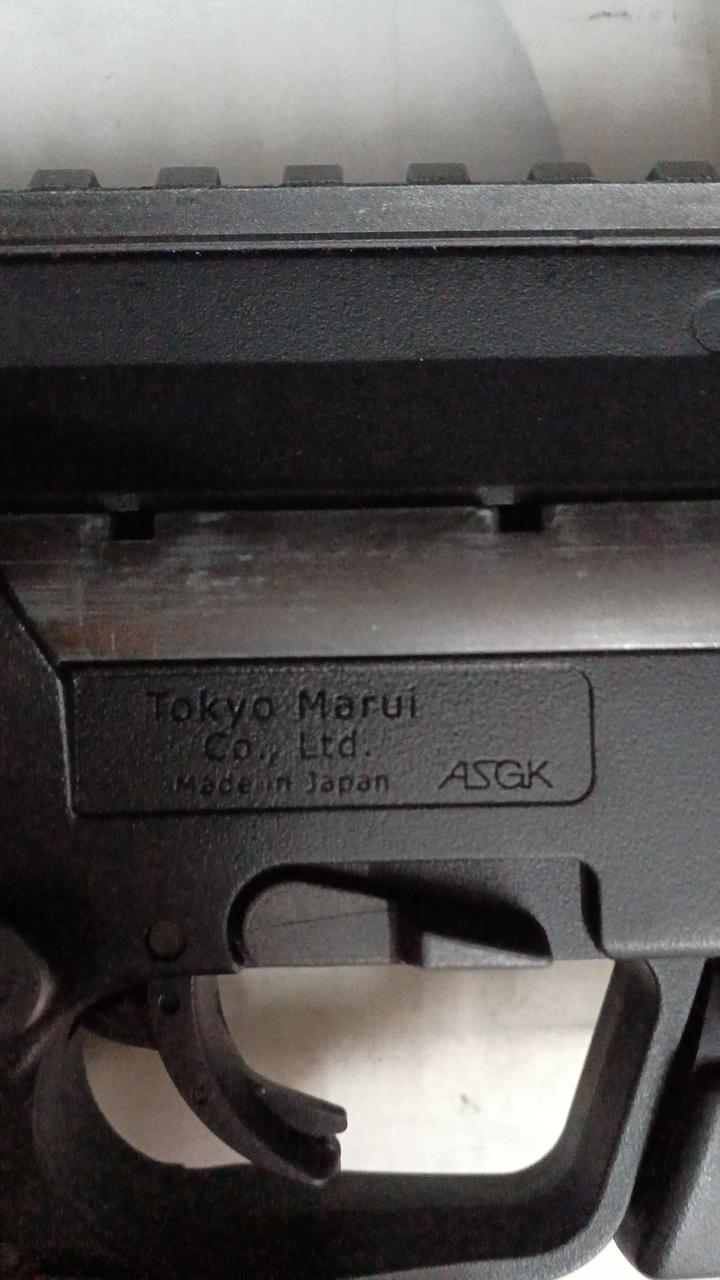 Tokyo Marui
Co., Ltd.
Made in Japan
ASGK